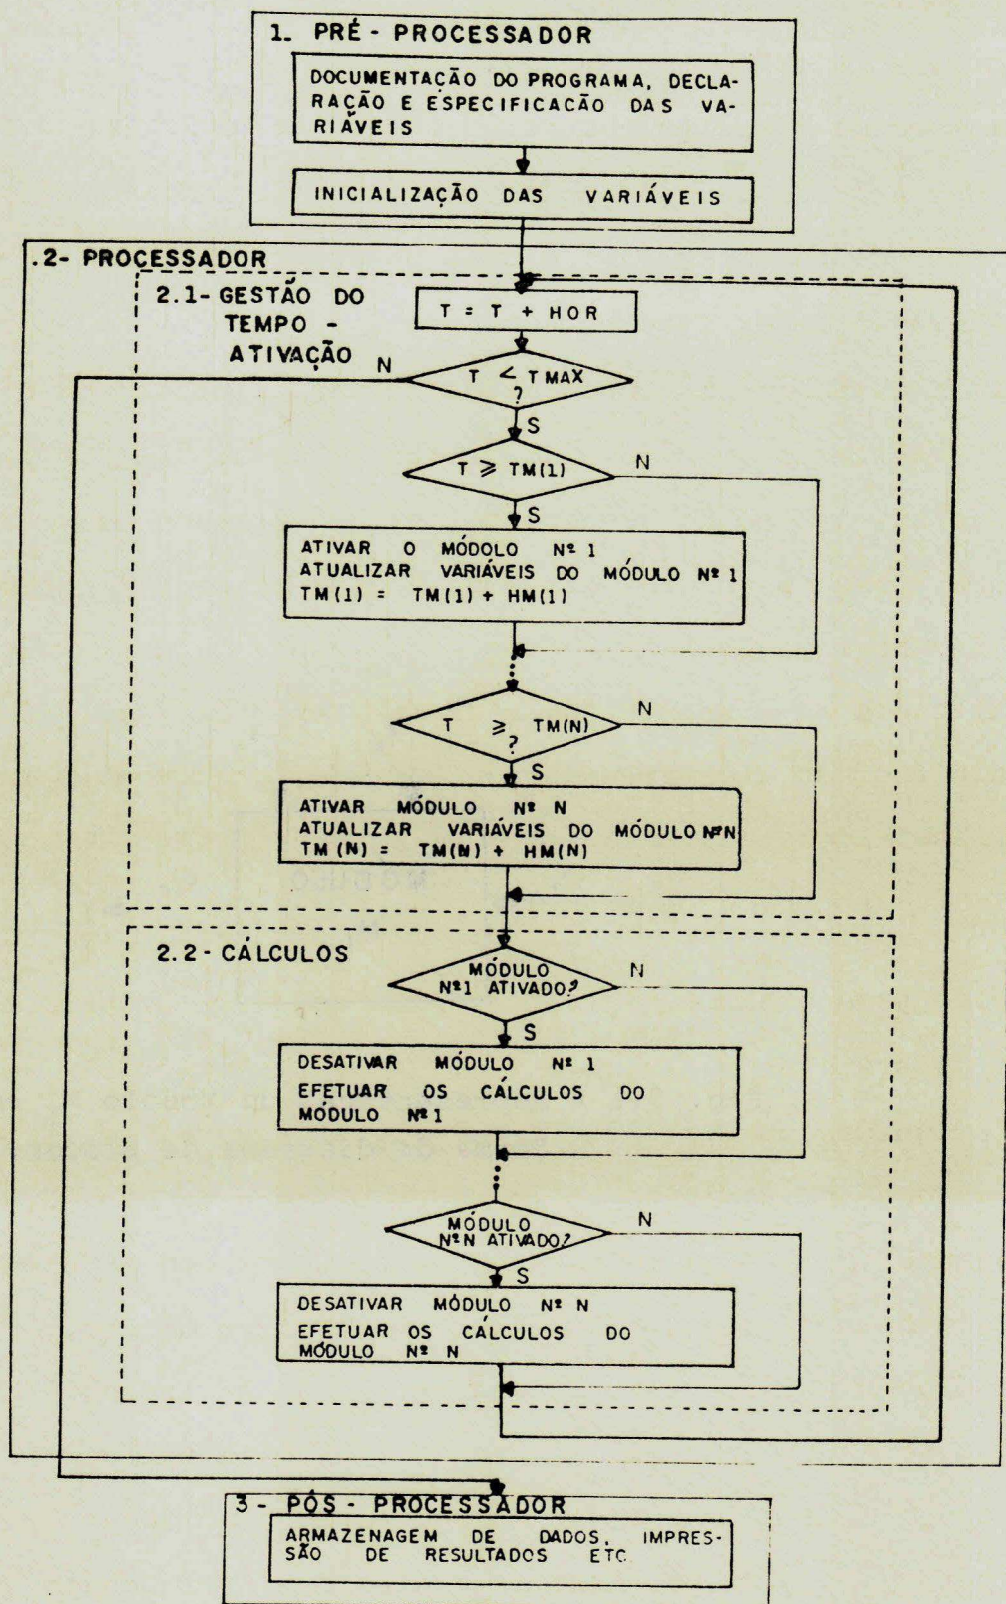 1. PRÉ - PROCESSADOR
DOCUMENTAÇÃO DO PROGRAMA, DECLA-
RAÇÃO E ESPECIFICACÃO DAS VA-
RIÁVEIS
INICIALIZAÇÃO DAS VARIÁVEIS
.2- PROCESSADOR
2.1- GESTÃO DO
TEMPO -
ATIVAÇÃO
T = T + HOR
N
T < TMAX
?
S
T ⩾ TM(1)
N
S
ATIVAR O MÓDOLO Nº 1
ATUALIZAR VARIÁVEIS DO MÓDULO Nº 1
TM(1) = TM(1) + HM(1)
T ⩾ TM(N)
?
N
S
ATIVAR MÓDULO Nº N
ATUALIZAR VARIÁVEIS DO MÓDULO Nº N
TM(N) = TM(N) + HM(N)
2.2 - CÁLCULOS
MÓDULO
Nº1 ATIVADO?
N
S
DESATIVAR MÓDULO Nº 1
EFETUAR OS CÁLCULOS DO
MÓDULO Nº 1
MÓDULO
Nº N ATIVADO?
N
S
DESATIVAR MÓDULO Nº N
EFETUAR OS CÁLCULOS DO
MÓDULO Nº N
3 - PÓS - PROCESSADOR
ARMAZENAGEM DE DADOS, IMPRES-
SÃO DE RESULTADOS ETC